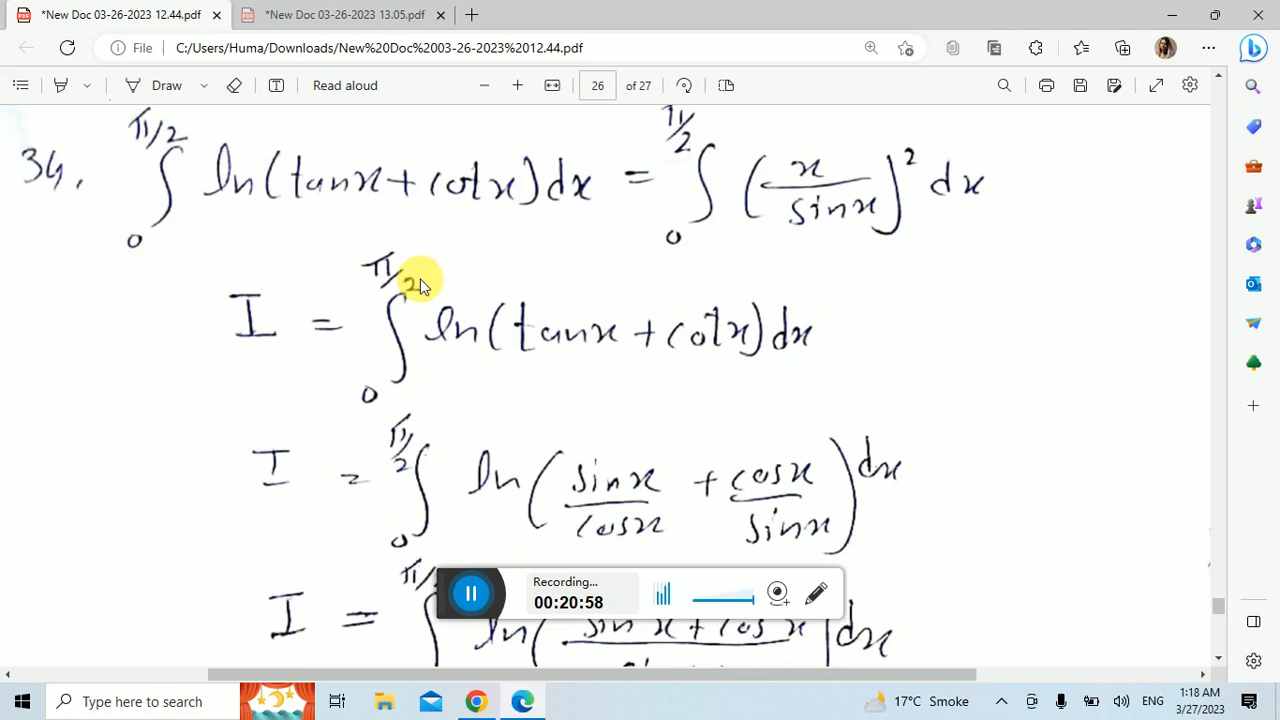 *New Doc 03-26-2023 12.44.pdf
*New Doc 03-26-2023 13.05.pdf
File C:/Users/Huma/Downloads/New%20Doc%2003-26-2023%2012.44.pdf
Draw Read aloud 26 of 27
34. ∫₀^(π/2) ln(tanx+cotx)dx = ∫₀^(π/2) (x/sinx)² dx
I = ∫₀^(π/2) ln(tanx+cotx)dx
I = ∫₀^(π/2) ln(sinx/cosx + cosx/sinx)dx
Recording...
00:20:58
I = ∫ ln( sin x + cos x )dx
Type here to search
17°C Smoke
ENG
1:18 AM
3/27/2023